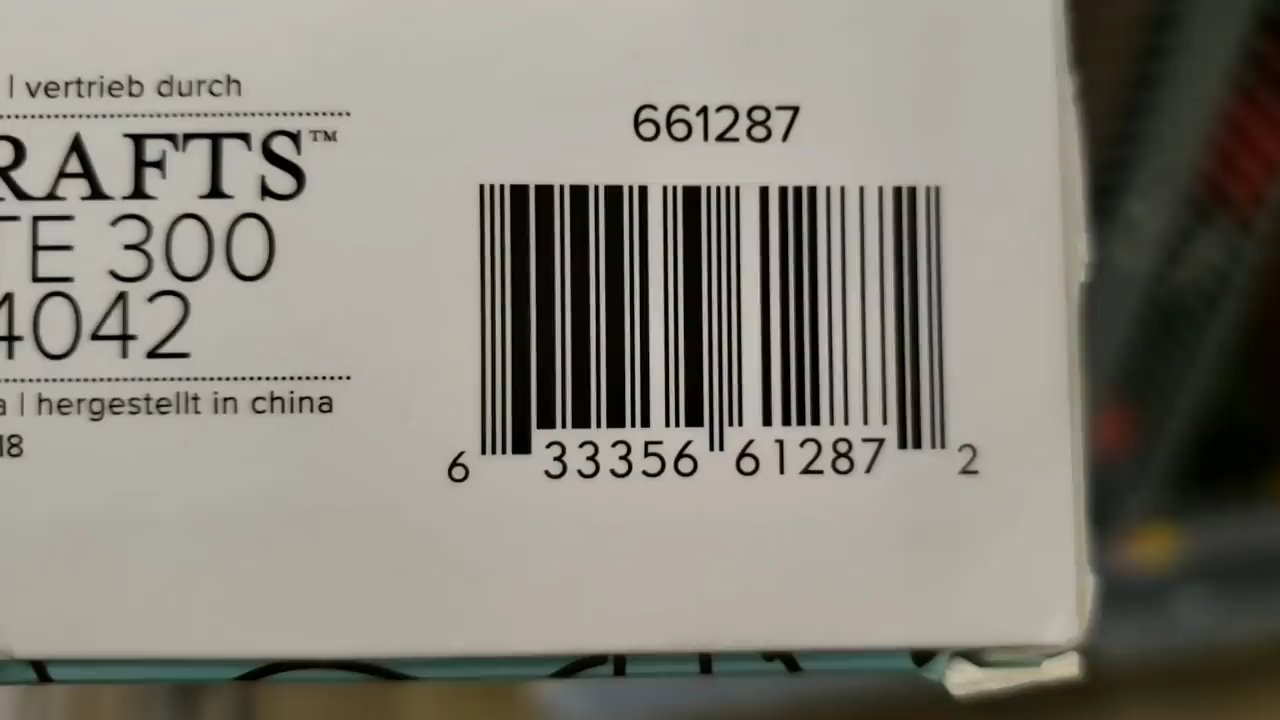 | vertrieb durch
RAFTS™
TE 300
4042
a | hergestellt in china
18
661287
6 33356 61287 2